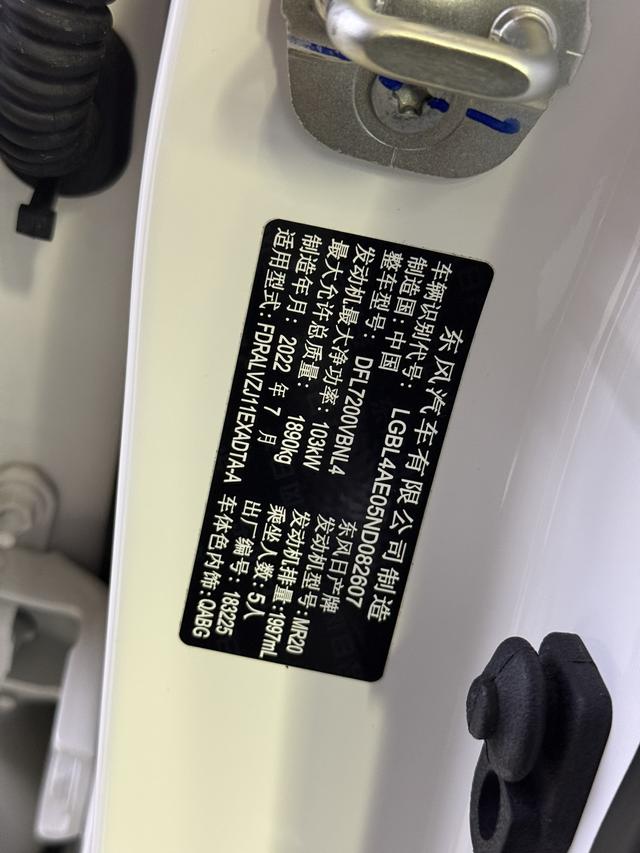 东风汽车有限公司制造
车辆识别代号: LGBL4AE05ND082607
制造国: 中国 东风日产牌
整车型号: DFL7200VBNL4 发动机型号: MR20
发动机最大净功率: 103kW 发动机排量: 1997mL
最大允许总质量: 1890kg 乘坐人数: 5人
制造年月: 2022 年 7 月 出厂编号: 183225
适用型式: FDRALVZJ11EXADTA-A 车体色内饰: QABG